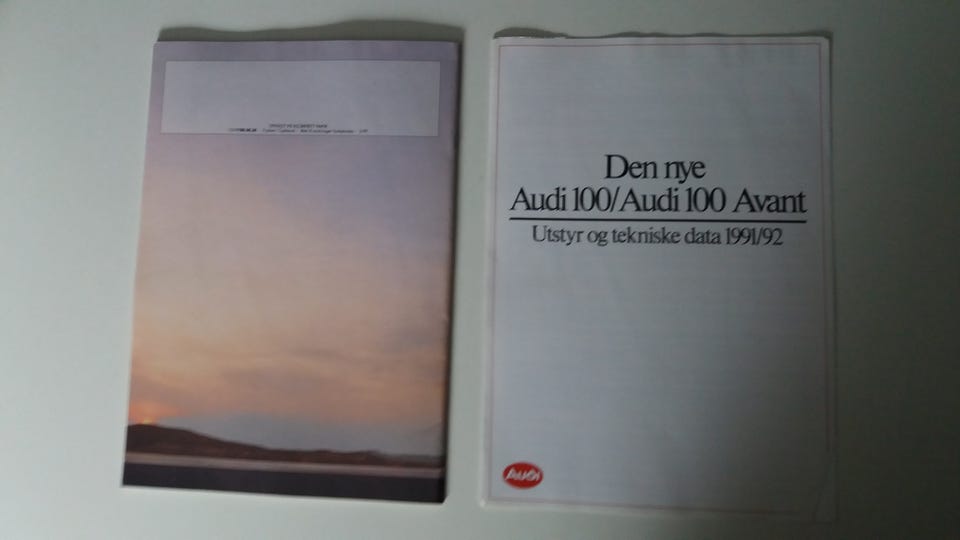 Den nye
Audi 100/Audi 100 Avant
Utstyr og tekniske data 1991/92
Audi